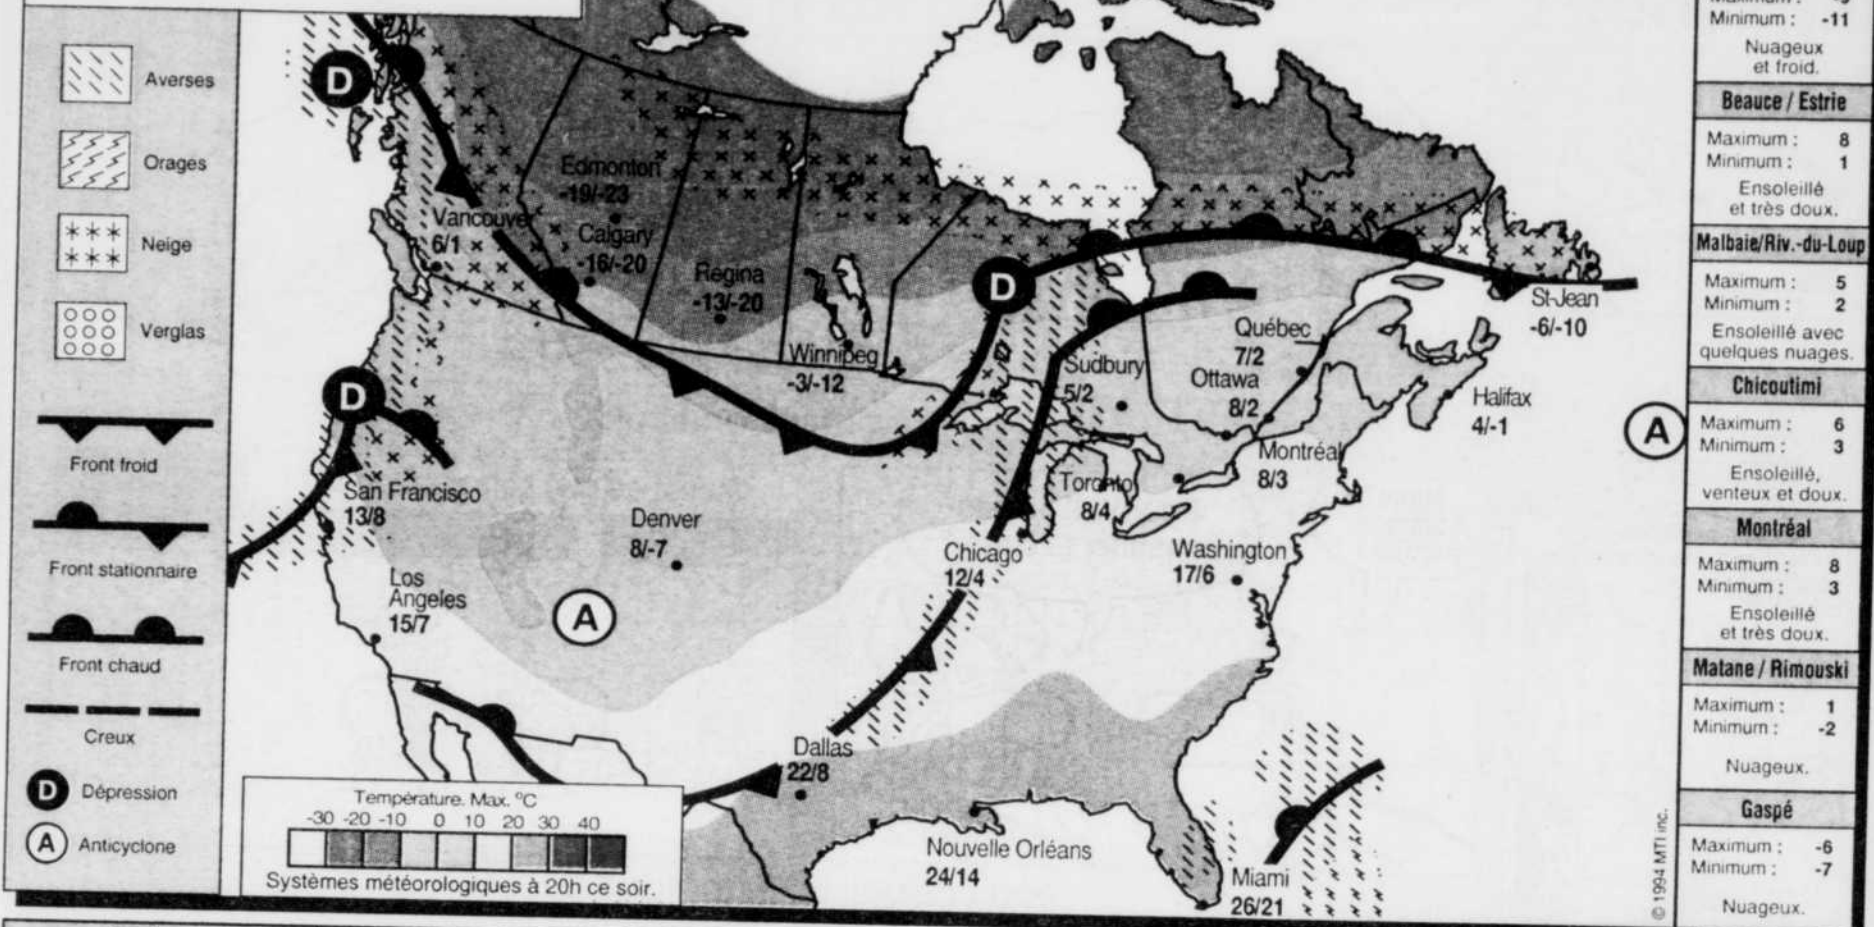 Averses
Orages
Neige
Verglas
Front froid
Front stationnaire
Front chaud
Creux
D Dépression
A Anticyclone
D
Edmonton
-19/-23
Vancouver
6/1
Calgary
-16/-20
Regina
-13/-20
Winnipeg
-3/-12
D
D
St-Jean
-6/-10
Québec
7/2
Sudbury
5/2
Ottawa
8/2
Halifax
4/-1
A
Montréal
8/3
Toronto
8/4
San Francisco
13/8
Denver
8/-7
Chicago
12/4
Washington
17/6
Los
Angeles
15/7
A
Dallas
22/8
Nouvelle Orléans
24/14
Miami
26/21
Température. Max. °C
-30 -20 -10 0 10 20 30 40
Systèmes météorologiques à 20h ce soir.
© 1994 MTI inc.
Minimum : -11
Nuageux
et froid.
Beauce / Estrie
Maximum : 8
Minimum : 1
Ensoleillé
et très doux.
Malbaie/Riv.-du-Loup
Maximum : 5
Minimum : 2
Ensoleillé avec
quelques nuages.
Chicoutimi
Maximum : 6
Minimum : 3
Ensoleillé,
venteux et doux.
Montréal
Maximum : 8
Minimum : 3
Ensoleillé
et très doux.
Matane / Rimouski
Maximum : 1
Minimum : -2
Nuageux.
Gaspé
Maximum : -6
Minimum : -7
Nuageux.